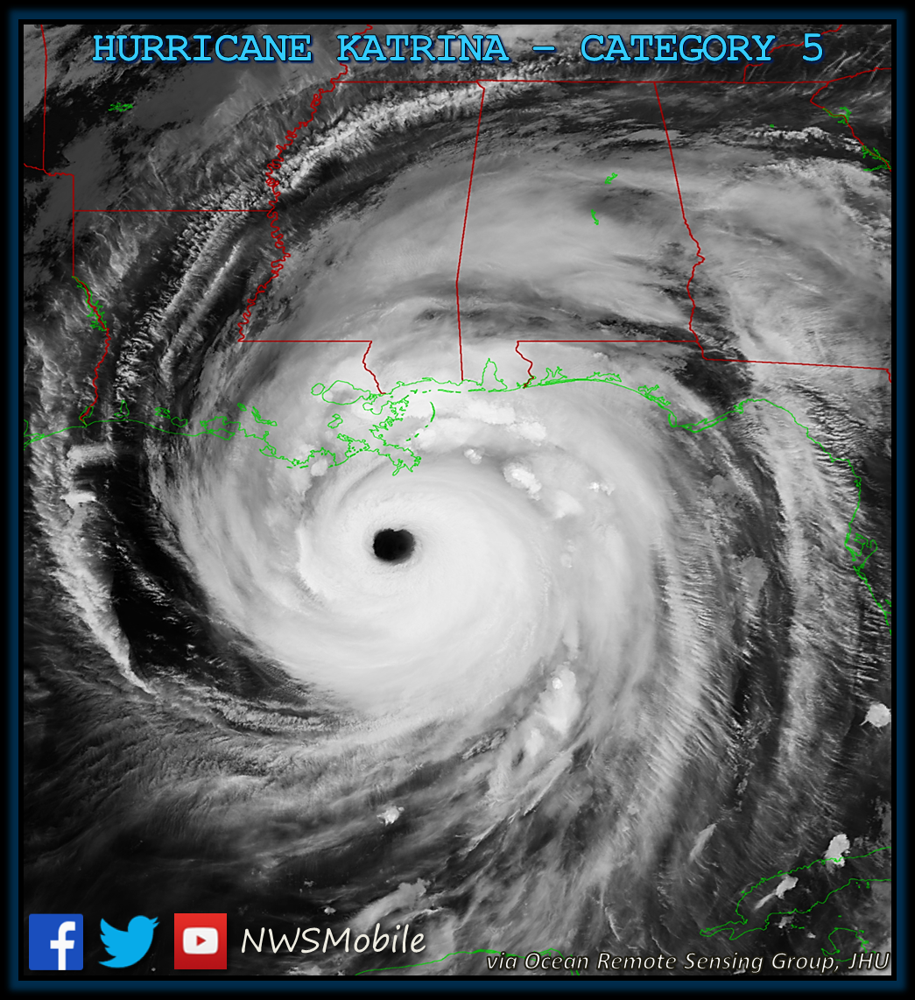 HURRICANE KATRINA – CATEGORY 5
NWSMobile
via Ocean Remote Sensing Group, JHU